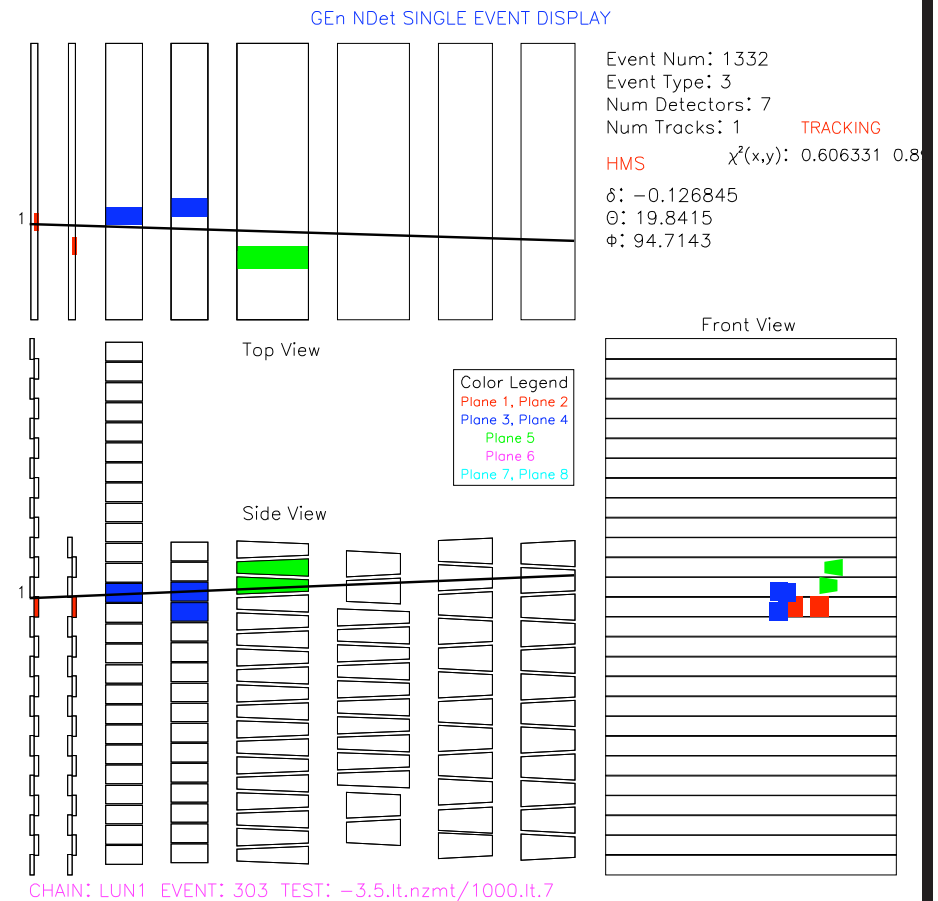 GEn NDet SINGLE EVENT DISPLAY
Event Num: 1332
Event Type: 3
Num Detectors: 7
Num Tracks: 1
TRACKING
χ²(x,y): 0.606331 0.8
HMS
δ: −0.126845
Θ: 19.8415
Φ: 94.7143
1
Top View
Front View
Color Legend
Plane 1, Plane 2
Plane 3, Plane 4
Plane 5
Plane 6
Plane 7, Plane 8
Side View
1
CHAIN: LUN1 EVENT: 303 TEST: −3.5.lt.nzmt/1000.lt.7